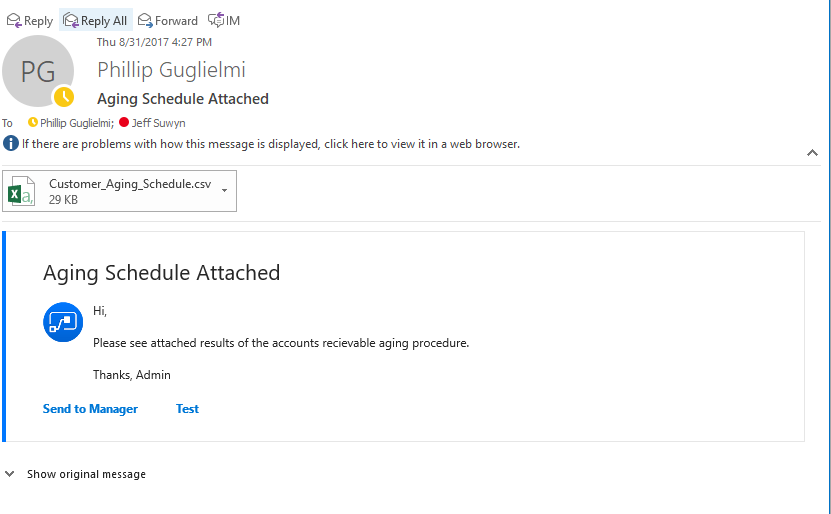 Reply Reply All Forward IM
Thu 8/31/2017 4:27 PM
PG
Phillip Guglielmi
Aging Schedule Attached
To Phillip Guglielmi; Jeff Suwyn
If there are problems with how this message is displayed, click here to view it in a web browser.
Customer_Aging_Schedule.csv
29 KB
Aging Schedule Attached
Hi,
Please see attached results of the accounts recievable aging procedure.
Thanks, Admin
Send to Manager Test
Show original message